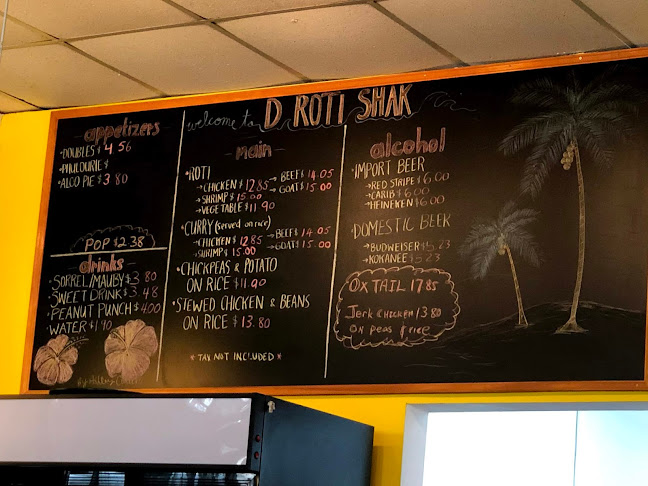 welcome to D ROTI SHAK
appetizers
• DOUBLES $ 4.56
• PHULOURIE $
• ALOO PIE $ 3.80
POP $2.38
drinks
• SORREL/MAUBY $3.80
• SWEET DRINK $3.48
• PEANUT PUNCH $4.00
• WATER $1.90
main
• ROTI
→ CHICKEN $ 12.85 → BEEF $ 14.05
→ SHRIMP $ 15.00 → GOAT $ 15.00
→ VEGETABLE $ 11.90
• CURRY (served on rice)
→ CHICKEN $ 12.85 → BEEF $ 14.05
→ SHRIMP $ 15.00 → GOAT $ 15.00
• CHICKPEAS & POTATO
ON RICE $ 11.90
• STEWED CHICKEN & BEANS
ON RICE $ 13.80
* TAX NOT INCLUDED *
alcohol
• IMPORT BEER
→ RED STRIPE $6.00
→ CARIB $6.00
→ HEINEKEN $6.00
• DOMESTIC BEER
→ BUDWEISER $5.23
→ KOKANEE $5.23
OX TAIL 17.85
Jerk CHICKEN 13.80
on peas & rice